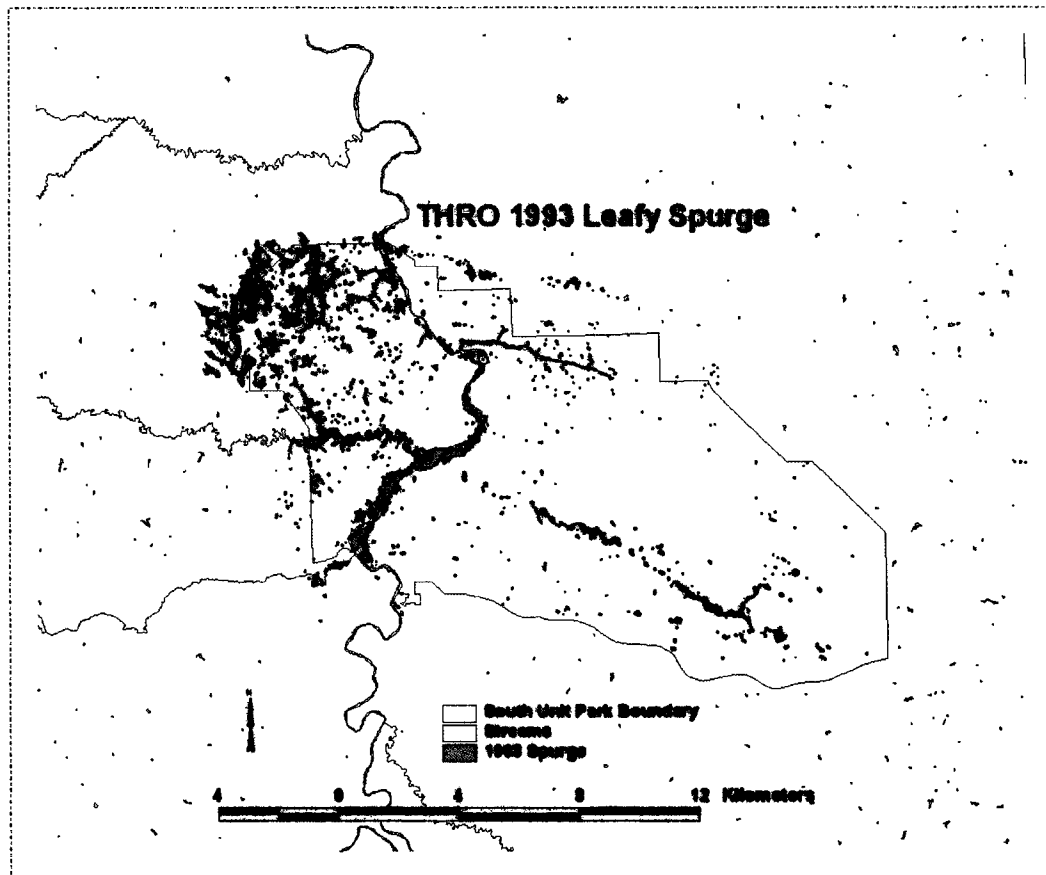 THRO 1993 Leafy Spurge
N
South Unit Park Boundary
Streams
1993 Spurge
4 0 4 8 12 Kilometers